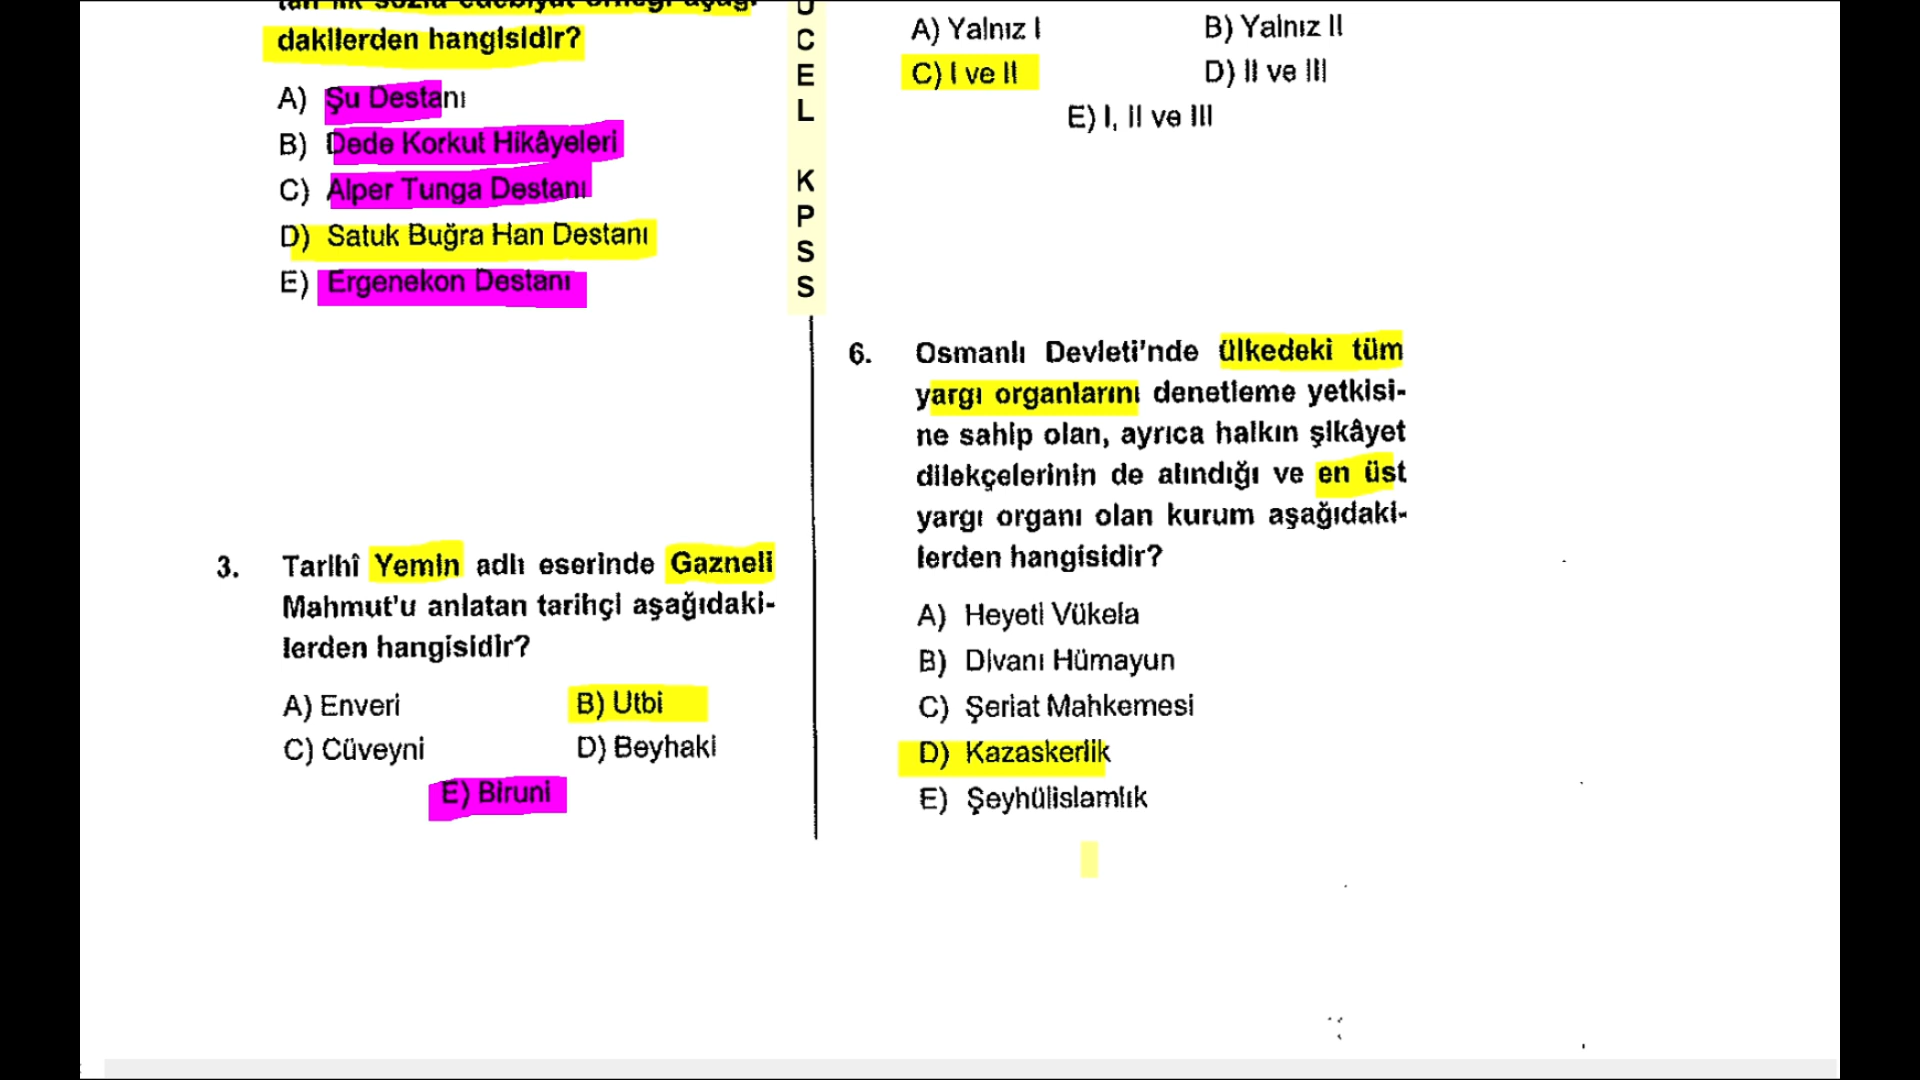 dakilerden hangisidir?
A) Şu Destanı
B) Dede Korkut Hikâyeleri
C) Alper Tunga Destanı
D) Satuk Buğra Han Destanı
E) Ergenekon Destanı
3. Tarihî Yemin adlı eserinde Gazneli
Mahmut'u anlatan tarihçi aşağıdaki-
lerden hangisidir?
A) Enveri B) Utbi
C) Cüveyni D) Beyhaki
E) Biruni
U
C
E
L
K
P
S
S
A) Yalnız I B) Yalnız II
C) I ve II D) II ve III
E) I, II ve III
6. Osmanlı Devleti'nde ülkedeki tüm
yargı organlarını denetleme yetkisi-
ne sahip olan, ayrıca halkın şikâyet
dilekçelerinin de alındığı ve en üst
yargı organı olan kurum aşağıdaki-
lerden hangisidir?
A) Heyeti Vükela
B) Divanı Hümayun
C) Şeriat Mahkemesi
D) Kazaskerlik
E) Şeyhülislamlık